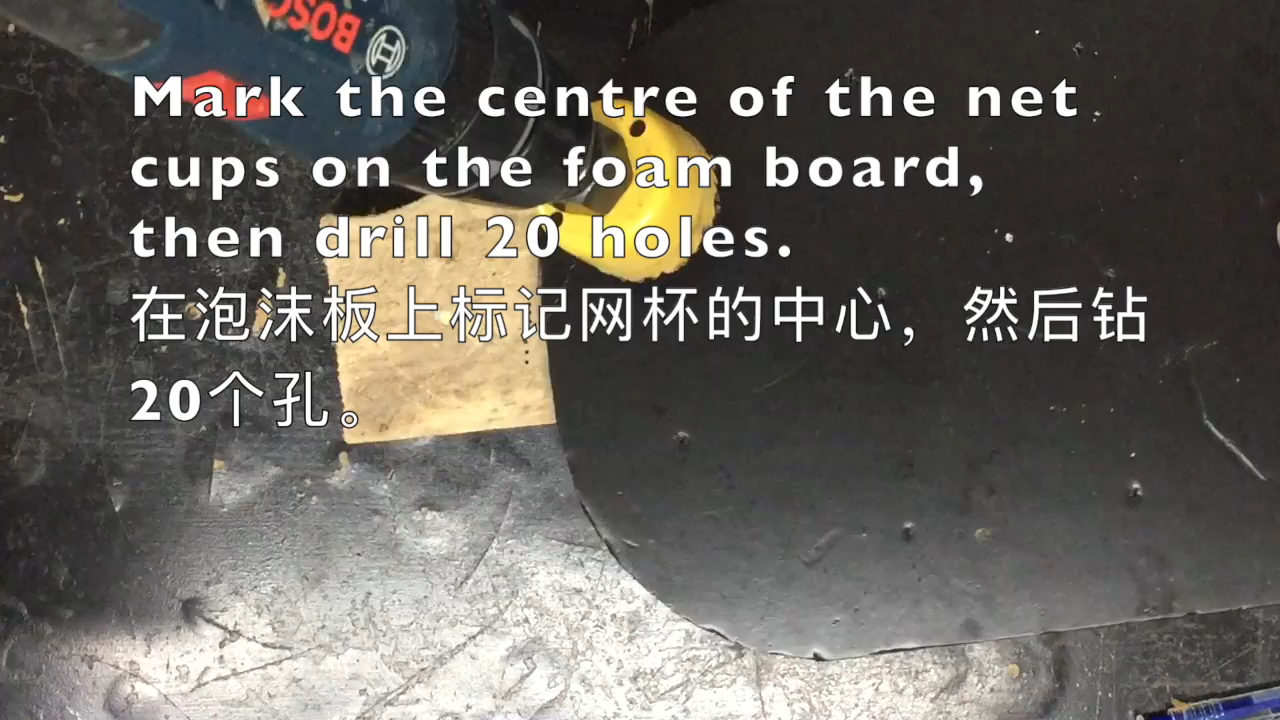 BOSCH
Mark the centre of the net
cups on the foam board,
then drill 20 holes.
在泡沫板上标记网杯的中心，然后钻
20个孔。